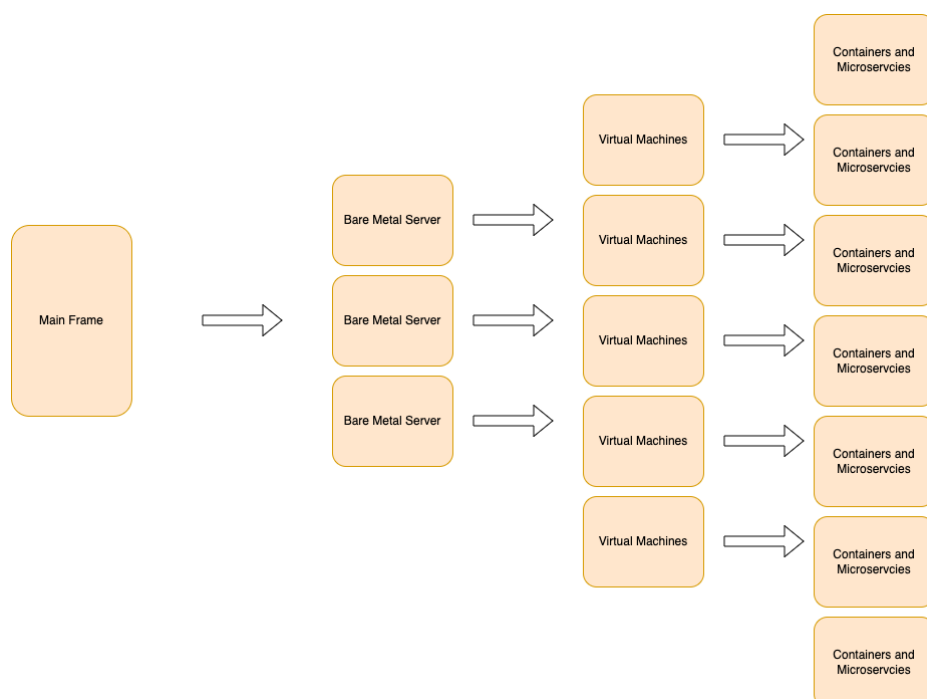 Main Frame
Bare Metal Server
Bare Metal Server
Bare Metal Server
Virtual Machines
Virtual Machines
Virtual Machines
Virtual Machines
Virtual Machines
Containers and
Microservcies
Containers and
Microservcies
Containers and
Microservcies
Containers and
Microservcies
Containers and
Microservcies
Containers and
Microservcies
Containers and
Microservcies